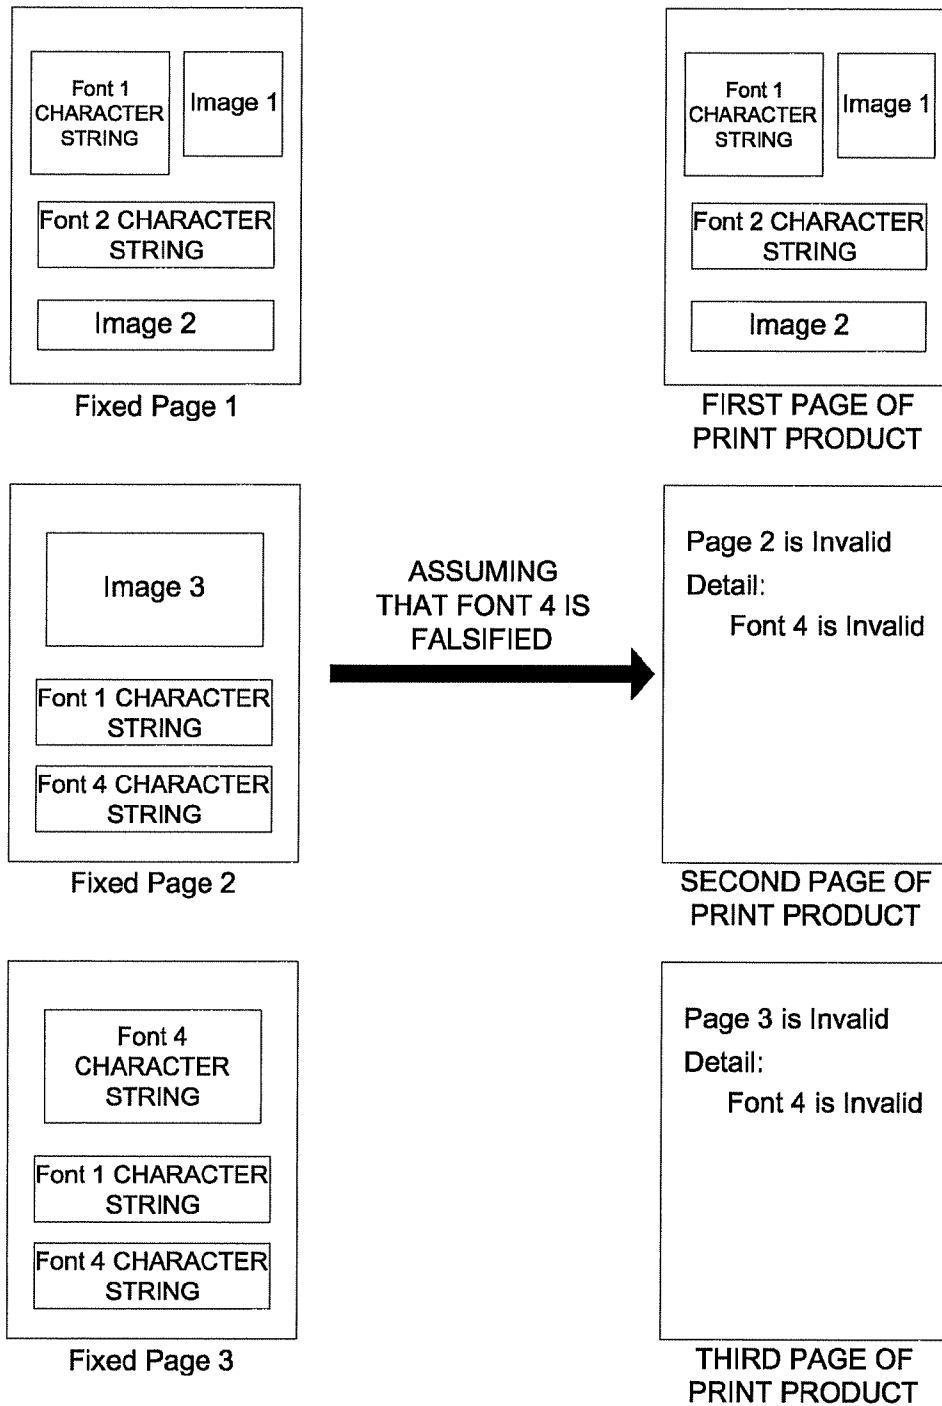 Font 1
CHARACTER
STRING
Image 1
Font 2 CHARACTER
STRING
Image 2
Fixed Page 1
Font 1
CHARACTER
STRING
Image 1
Font 2 CHARACTER
STRING
Image 2
FIRST PAGE OF
PRINT PRODUCT
Image 3
Font 1 CHARACTER
STRING
Font 4 CHARACTER
STRING
Fixed Page 2
ASSUMING
THAT FONT 4 IS
FALSIFIED
Page 2 is Invalid
Detail:
Font 4 is Invalid
SECOND PAGE OF
PRINT PRODUCT
Font 4
CHARACTER
STRING
Font 1 CHARACTER
STRING
Font 4 CHARACTER
STRING
Fixed Page 3
Page 3 is Invalid
Detail:
Font 4 is Invalid
THIRD PAGE OF
PRINT PRODUCT